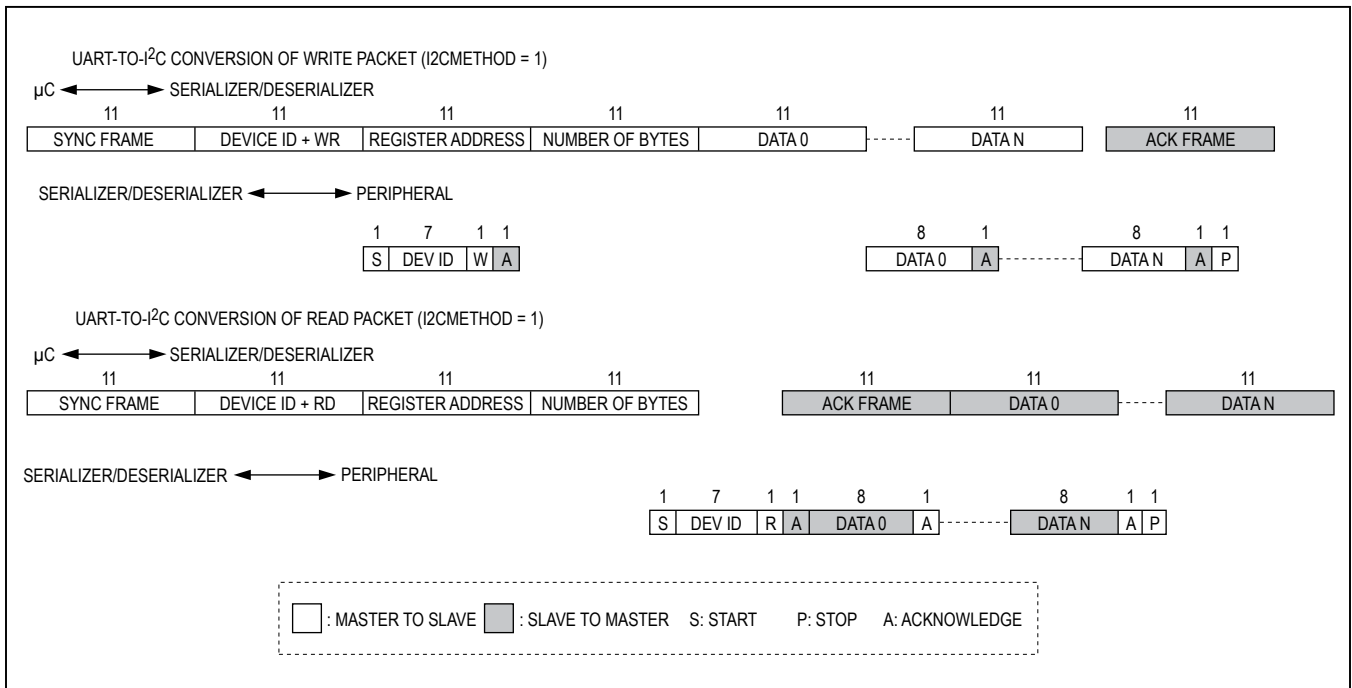 UART-TO-I2C CONVERSION OF WRITE PACKET (I2CMETHOD = 1)
µC SERIALIZER/DESERIALIZER
11 11 11 11 11 11 11
SYNC FRAME DEVICE ID + WR REGISTER ADDRESS NUMBER OF BYTES DATA 0 DATA N ACK FRAME
SERIALIZER/DESERIALIZER PERIPHERAL
1 7 1 1 8 1 8 1 1
S DEV ID W A DATA 0 A DATA N A P
UART-TO-I2C CONVERSION OF READ PACKET (I2CMETHOD = 1)
µC SERIALIZER/DESERIALIZER
11 11 11 11 11 11 11
SYNC FRAME DEVICE ID + RD REGISTER ADDRESS NUMBER OF BYTES ACK FRAME DATA 0 DATA N
SERIALIZER/DESERIALIZER PERIPHERAL
1 7 1 1 8 1 8 1 1
S DEV ID R A DATA 0 A DATA N A P
: MASTER TO SLAVE : SLAVE TO MASTER S: START P: STOP A: ACKNOWLEDGE